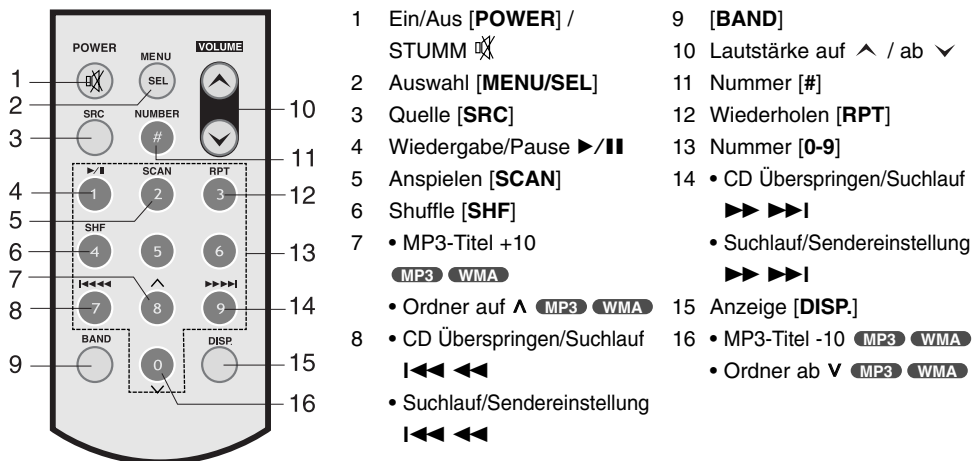 POWER
MENU
VOLUME
SEL
1
2
SRC
NUMBER
10
3
#
11
▶/II
SCAN
RPT
4
1
2
3
12
5
SHF
6
4
5
6
13
7
I◀◀◀◀
▶▶▶▶I
8
7
8
9
14
BAND
DISP.
9
0
15
16
1 Ein/Aus [POWER] /
STUMM
2 Auswahl [MENU/SEL]
3 Quelle [SRC]
4 Wiedergabe/Pause ▶/II
5 Anspielen [SCAN]
6 Shuffle [SHF]
7 • MP3-Titel +10
MP3 WMA
• Ordner auf ∧ MP3 WMA
8 • CD Überspringen/Suchlauf
I◀◀ ◀◀
• Suchlauf/Sendereinstellung
I◀◀ ◀◀
9 [BAND]
10 Lautstärke auf ∧ / ab ∨
11 Nummer [#]
12 Wiederholen [RPT]
13 Nummer [0-9]
14 • CD Überspringen/Suchlauf
▶▶ ▶▶I
• Suchlauf/Sendereinstellung
▶▶ ▶▶I
15 Anzeige [DISP.]
16 • MP3-Titel -10 MP3 WMA
• Ordner ab ∨ MP3 WMA